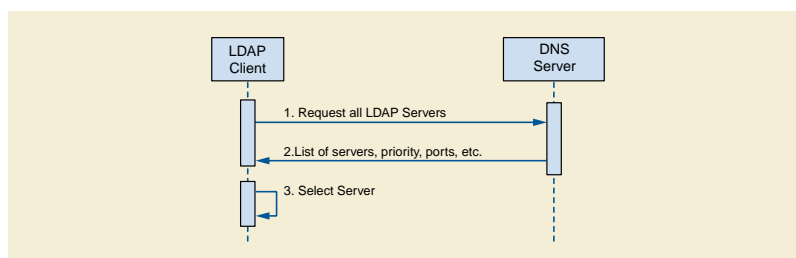 LDAP
Client
DNS
Server
1. Request all LDAP Servers
2.List of servers, priority, ports, etc.
3. Select Server